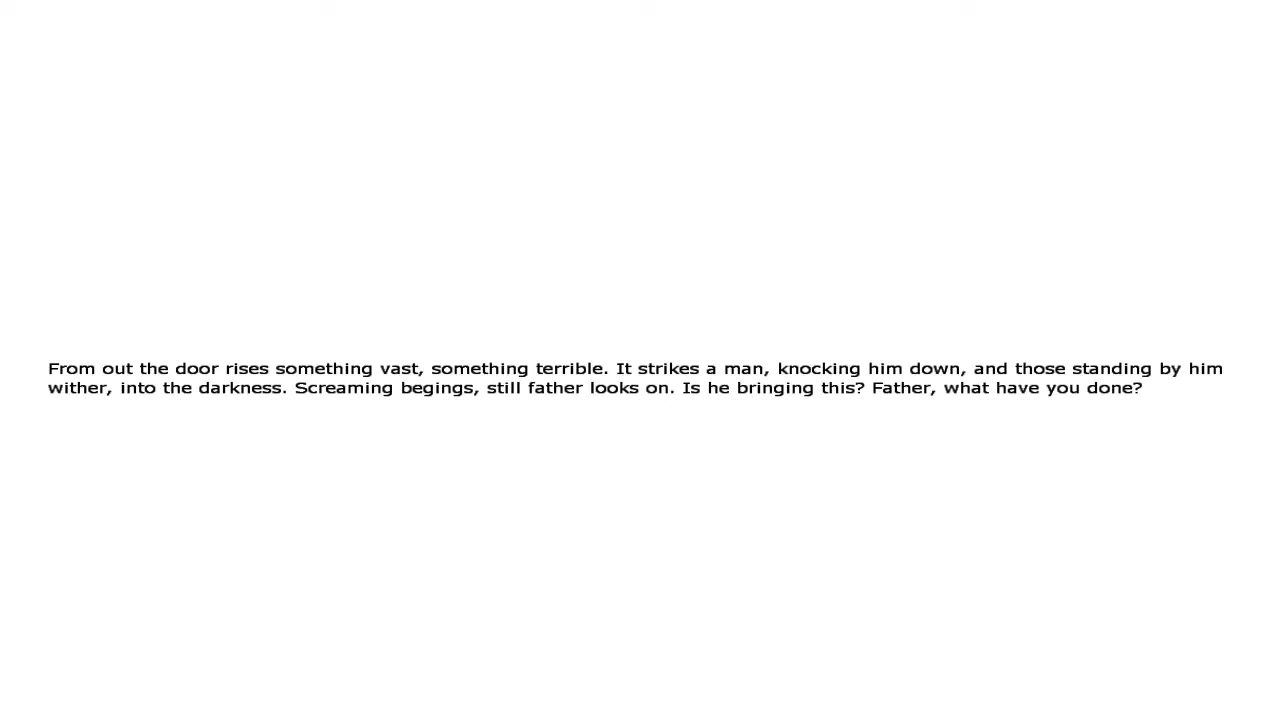 From out the door rises something vast, something terrible. It strikes a man, knocking him down, and those standing by him
wither, into the darkness. Screaming begings, still father looks on. Is he bringing this? Father, what have you done?